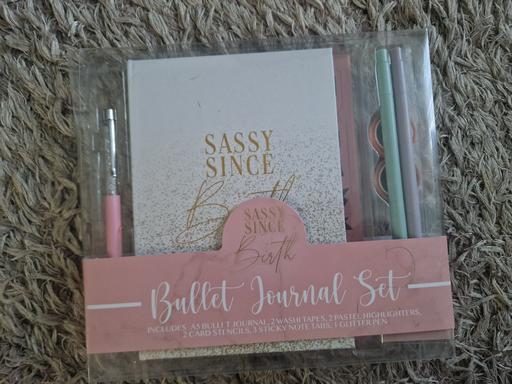 SASSY
SINCE
Birth
SASSY
SINCE
Birth
Bullet Journal Set
INCLUDES A5 BULLET JOURNAL, 2 WASHI TAPES, 2 PASTEL HIGHLIGHTERS,
2 CARD STENCILS, 3 STICKY NOTE TABS, 1 GLITTER PEN